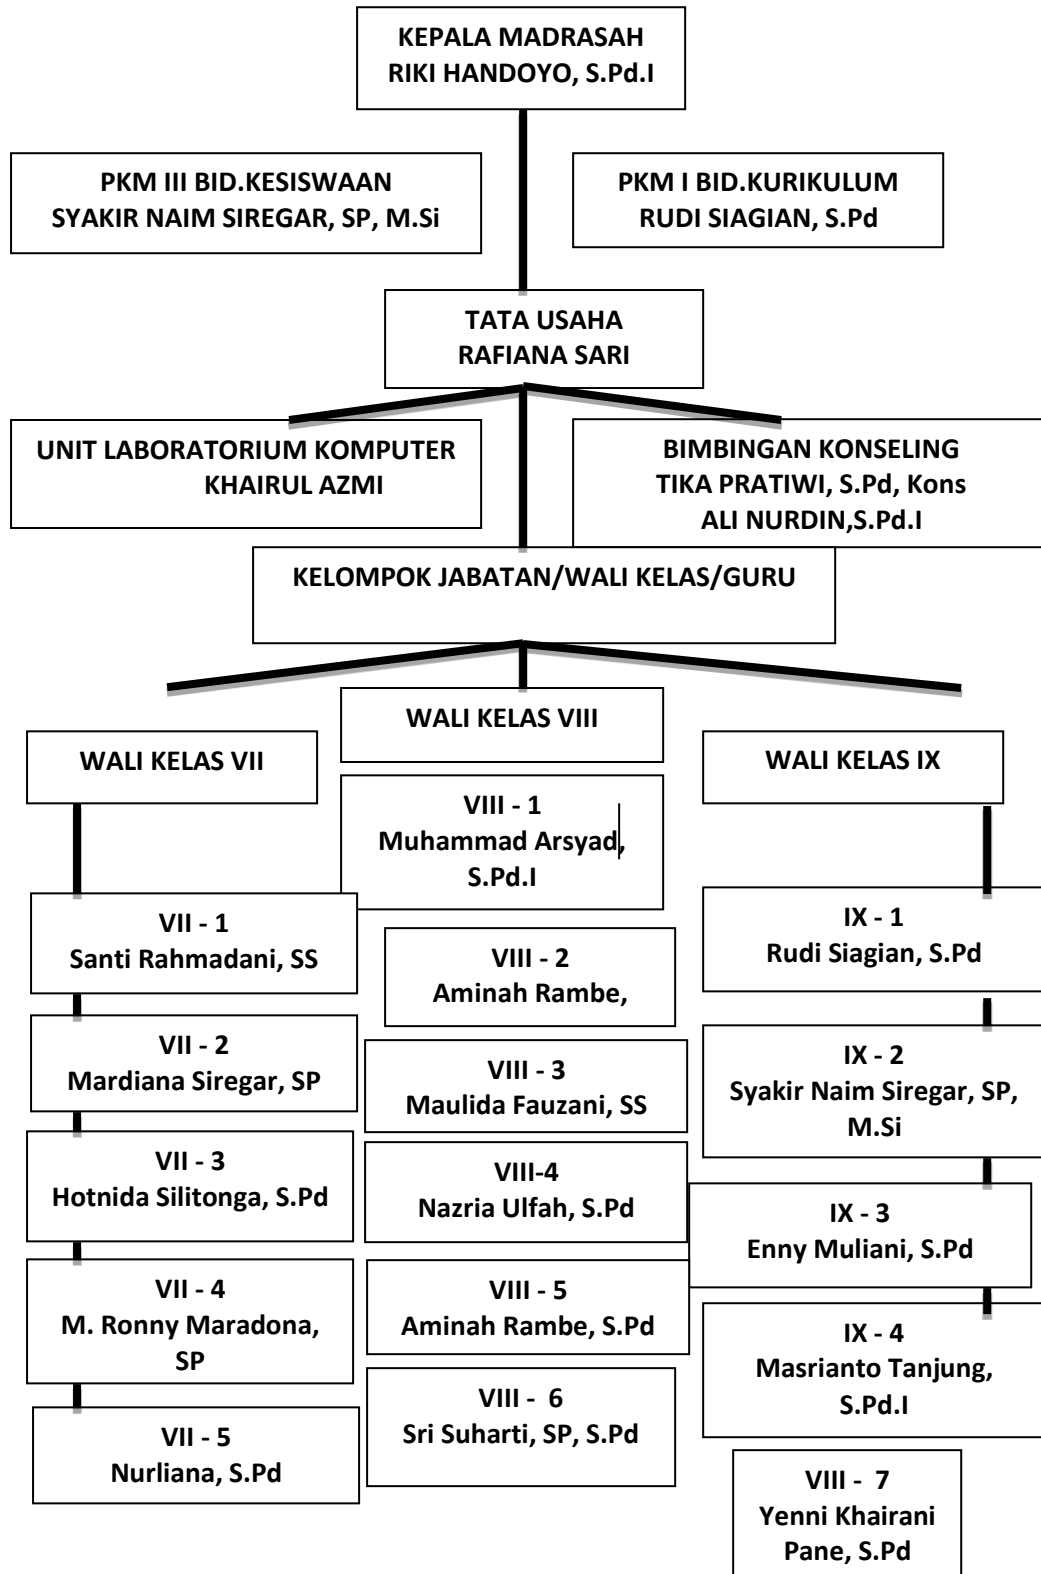 KEPALA MADRASAH
RIKI HANDOYO, S.Pd.I
PKM III BID.KESISWAAN
SYAKIR NAIM SIREGAR, SP, M.Si
PKM I BID.KURIKULUM
RUDI SIAGIAN, S.Pd
TATA USAHA
RAFIANA SARI
UNIT LABORATORIUM KOMPUTER
KHAIRUL AZMI
BIMBINGAN KONSELING
TIKA PRATIWI, S.Pd, Kons
ALI NURDIN,S.Pd.I
KELOMPOK JABATAN/WALI KELAS/GURU
WALI KELAS VII
VII - 1
Santi Rahmadani, SS
VII - 2
Mardiana Siregar, SP
VII - 3
Hotnida Silitonga, S.Pd
VII - 4
M. Ronny Maradona,
SP
VII - 5
Nurliana, S.Pd
WALI KELAS VIII
VIII - 1
Muhammad Arsyad,
S.Pd.I
VIII - 2
Aminah Rambe,
VIII - 3
Maulida Fauzani, SS
VIII-4
Nazria Ulfah, S.Pd
VIII - 5
Aminah Rambe, S.Pd
VIII -  6
Sri Suharti, SP, S.Pd
WALI KELAS IX
IX - 1
Rudi Siagian, S.Pd
IX - 2
Syakir Naim Siregar, SP,
M.Si
IX - 3
Enny Muliani, S.Pd
IX - 4
Masrianto Tanjung,
S.Pd.I
VIII -  7
Yenni Khairani
Pane, S.Pd